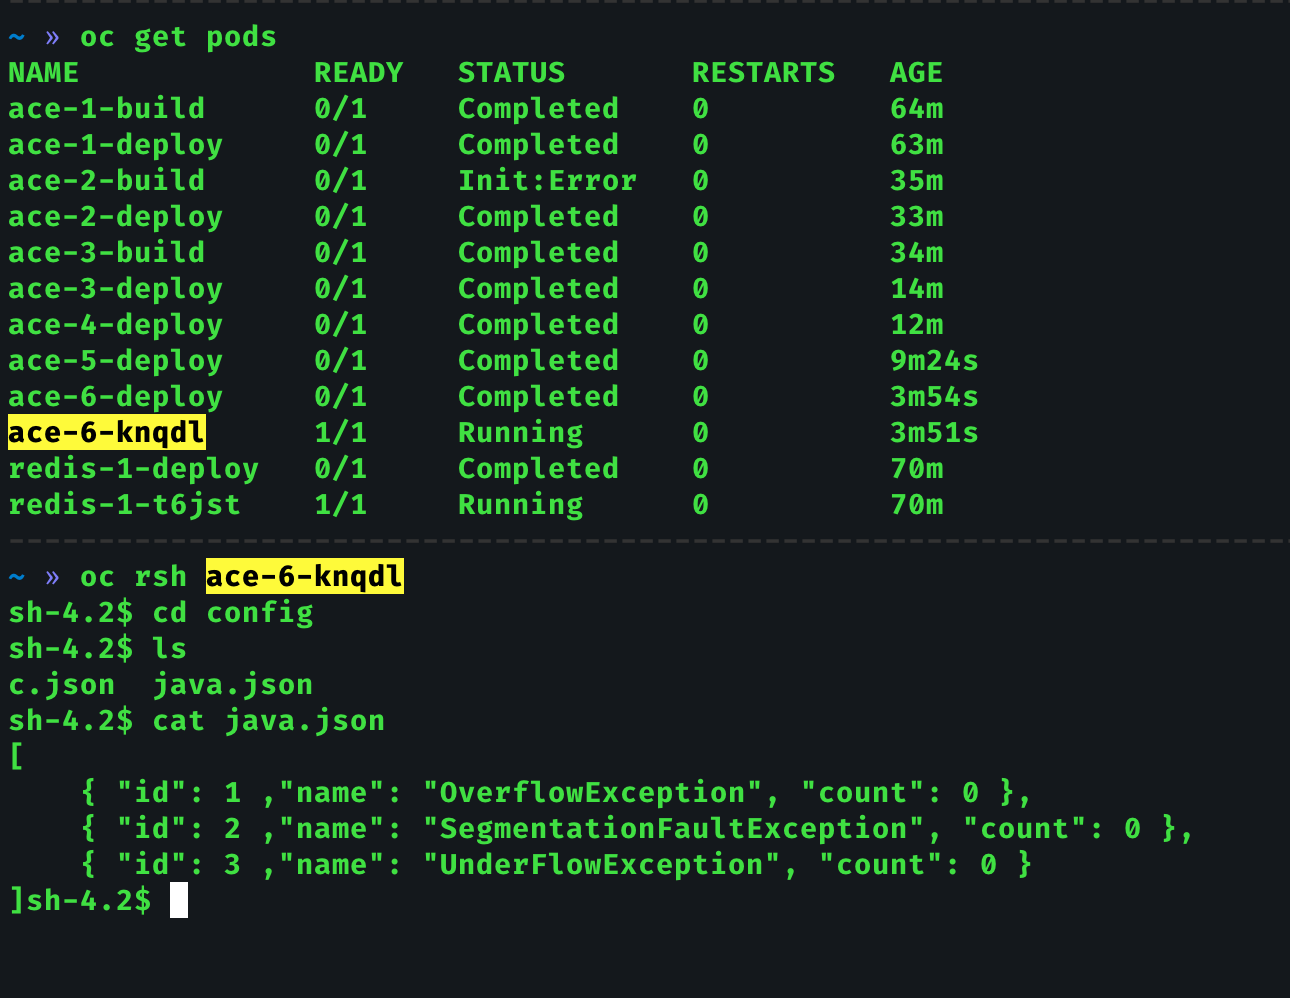 ~ » oc get pods
NAME             READY   STATUS       RESTARTS   AGE
ace-1-build      0/1     Completed    0          64m
ace-1-deploy     0/1     Completed    0          63m
ace-2-build      0/1     Init:Error   0          35m
ace-2-deploy     0/1     Completed    0          33m
ace-3-build      0/1     Completed    0          34m
ace-3-deploy     0/1     Completed    0          14m
ace-4-deploy     0/1     Completed    0          12m
ace-5-deploy     0/1     Completed    0          9m24s
ace-6-deploy     0/1     Completed    0          3m54s
ace-6-knqdl      1/1     Running      0          3m51s
redis-1-deploy   0/1     Completed    0          70m
redis-1-t6jst    1/1     Running      0          70m
~ » oc rsh ace-6-knqdl
sh-4.2$ cd config
sh-4.2$ ls
c.json  java.json
sh-4.2$ cat java.json
[
    { "id": 1 ,"name": "OverflowException", "count": 0 },
    { "id": 2 ,"name": "SegmentationFaultException", "count": 0 },
    { "id": 3 ,"name": "UnderFlowException", "count": 0 }
]sh-4.2$